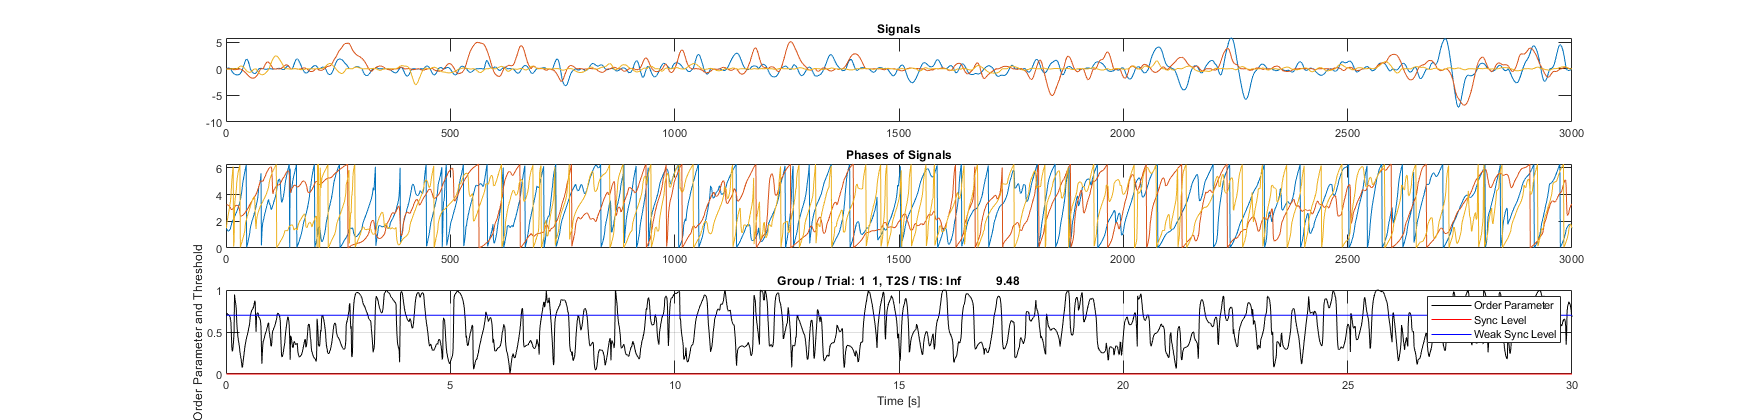 Signals
5
0
-5
-10
0 500 1000 1500 2000 2500 3000
Phases of Signals
6
4
2
0
0 500 1000 1500 2000 2500 3000
Order Parameter and Threshold
Group / Trial: 1 1, T2S / TIS: Inf 9.48
1
0.5
0
Order Parameter
Sync Level
Weak Sync Level
0 5 10 15 20 25 30
Time [s]